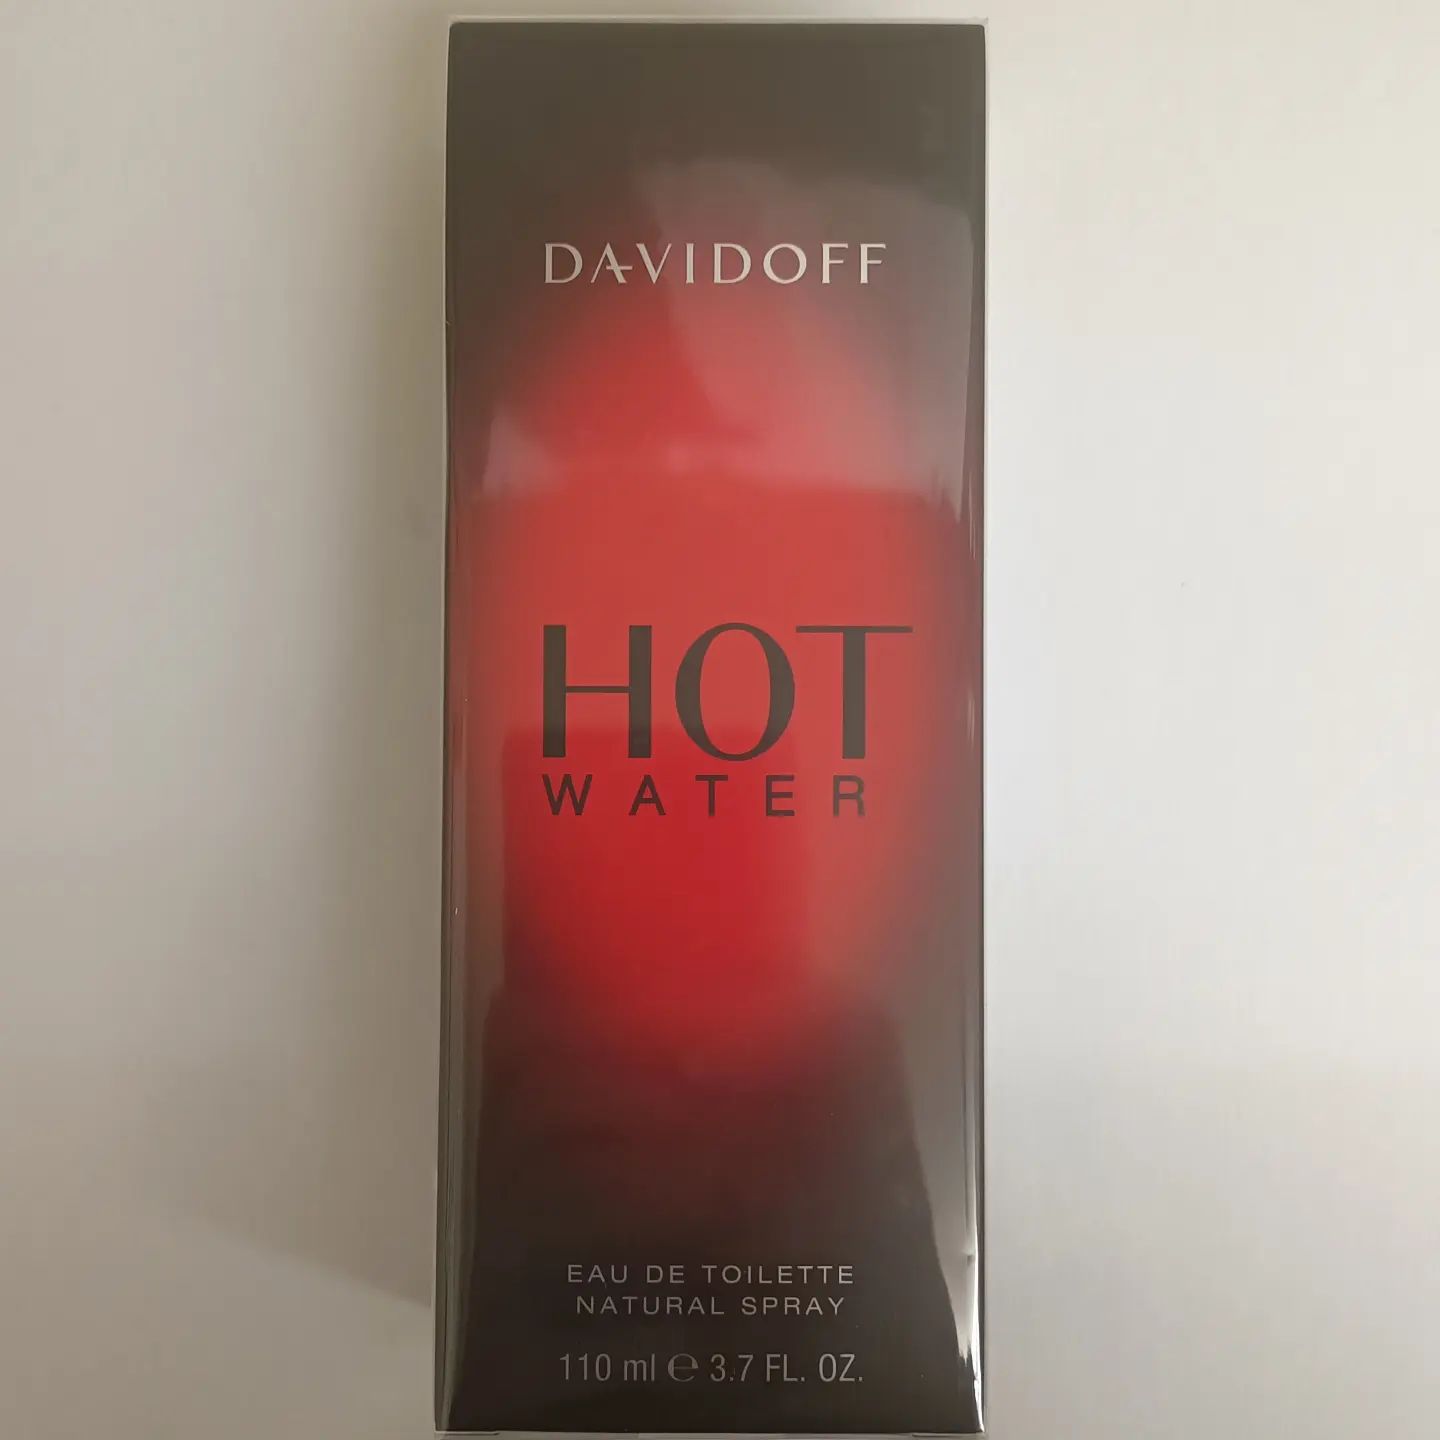 DAVIDOFF
HOT
WATER
EAU DE TOILETTE
NATURAL SPRAY
110 ml ℮ 3.7 FL. OZ.